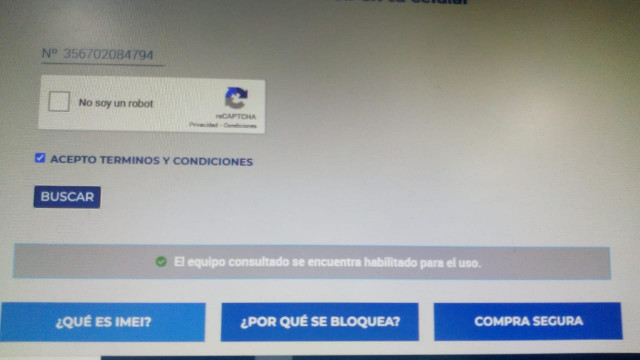 Nº 356702084794
No soy un robot
reCAPTCHA
Privacidad - Condiciones
ACEPTO TERMINOS Y CONDICIONES
BUSCAR
El equipo consultado se encuentra habilitado para el uso.
¿QUÉ ES IMEI?
¿POR QUÉ SE BLOQUEA?
COMPRA SEGURA